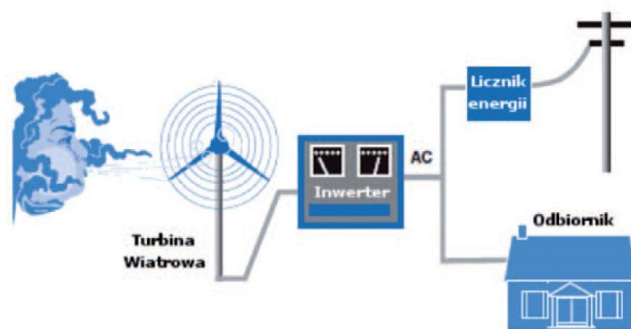 Licznik
energii
AC
Inwerter
Odbiornik
Turbina
Wiatrowa